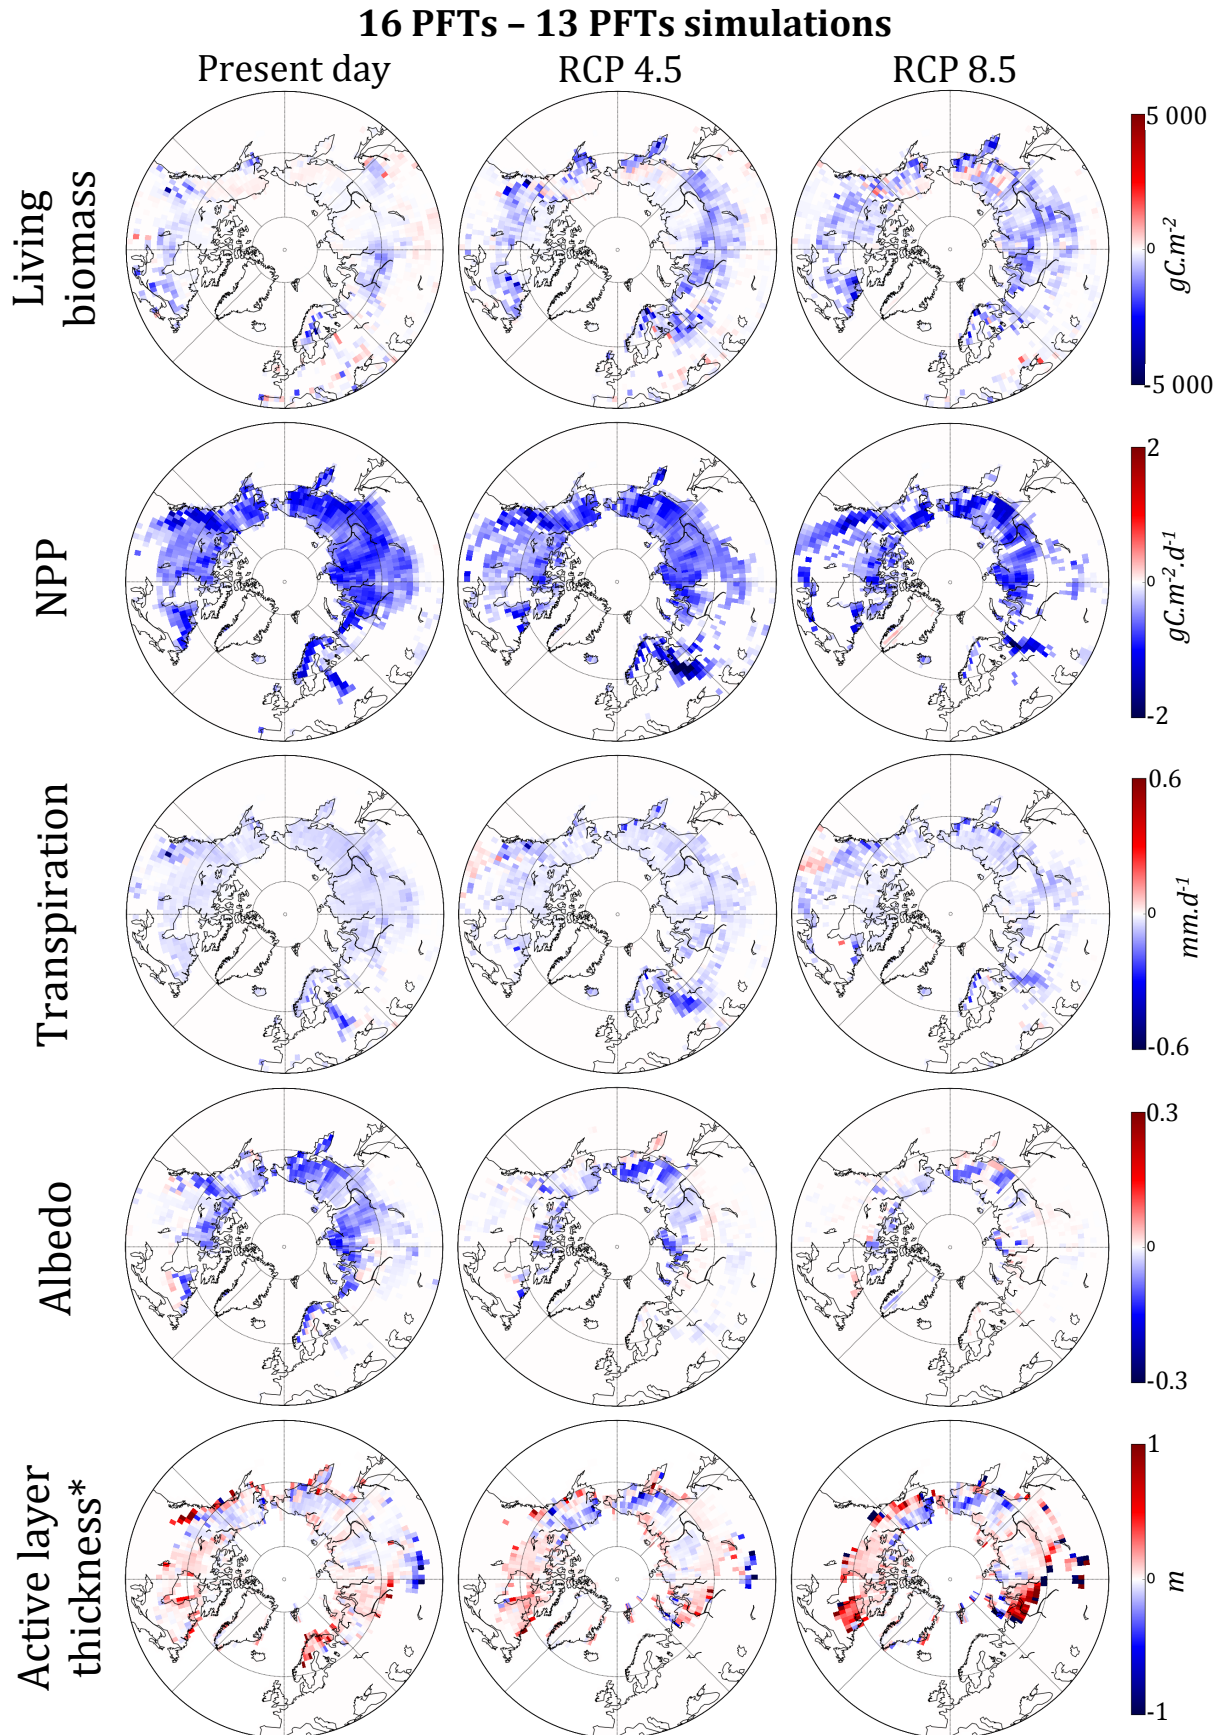 16 PFTs – 13 PFTs simulations
Present day RCP 4.5 RCP 8.5
Living
biomass
5 000
0
-5 000
gC.m-2
NPP
2
0
-2
gC.m-2.d-1
Transpiration
0.6
0
-0.6
mm.d-1
Albedo
0.3
0
-0.3
Active layer
thickness*
1
0
-1
m